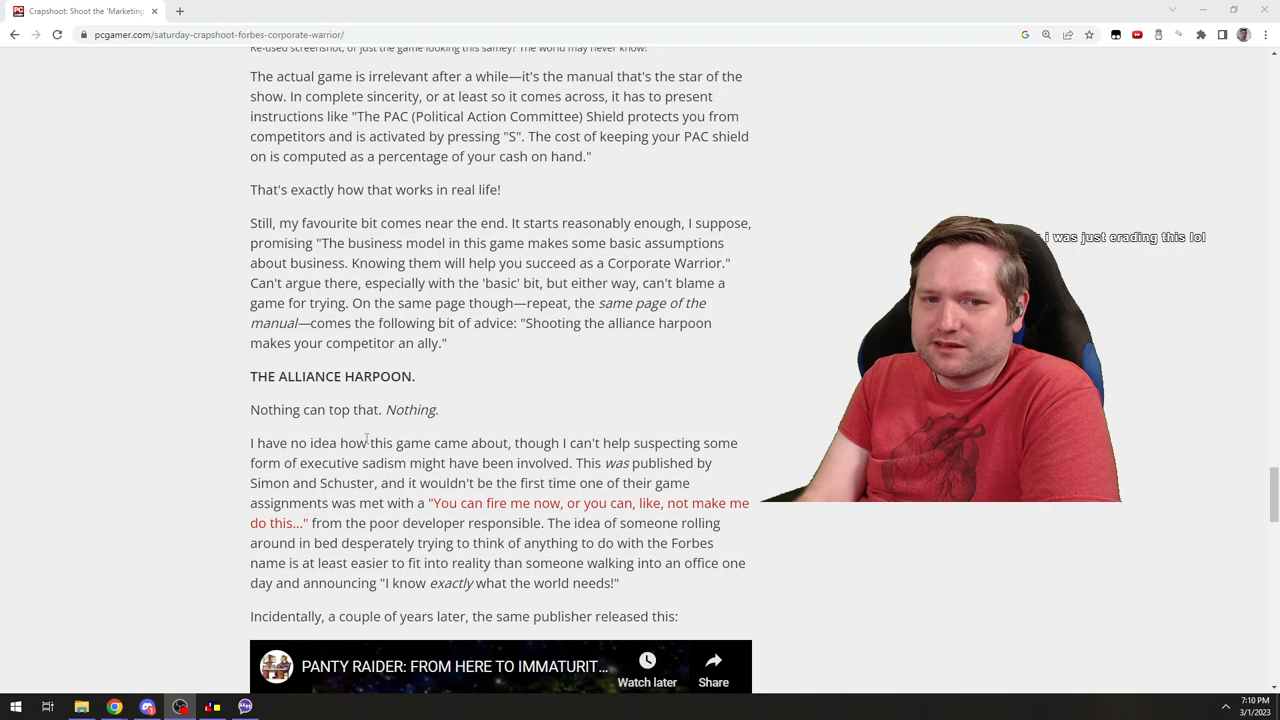 Crapshoot: Shoot the 'Marketing
pcgamer.com/saturday-crapshoot-forbes-corporate-warrior/
Re-used screenshot, or just the game looking this samey? The world may never know!
The actual game is irrelevant after a while—it's the manual that's the star of the
show. In complete sincerity, or at least so it comes across, it has to present
instructions like "The PAC (Political Action Committee) Shield protects you from
competitors and is activated by pressing "S". The cost of keeping your PAC shield
on is computed as a percentage of your cash on hand."
That's exactly how that works in real life!
Still, my favourite bit comes near the end. It starts reasonably enough, I suppose,
promising "The business model in this game makes some basic assumptions
about business. Knowing them will help you succeed as a Corporate Warrior."
Can't argue there, especially with the 'basic' bit, but either way, can't blame a
game for trying. On the same page though—repeat, the same page of the
manual—comes the following bit of advice: "Shooting the alliance harpoon
makes your competitor an ally."
THE ALLIANCE HARPOON.
Nothing can top that. Nothing.
I have no idea how this game came about, though I can't help suspecting some
form of executive sadism might have been involved. This was published by
Simon and Schuster, and it wouldn't be the first time one of their game
assignments was met with a "You can fire me now, or you can, like, not make me
do this..." from the poor developer responsible. The idea of someone rolling
around in bed desperately trying to think of anything to do with the Forbes
name is at least easier to fit into reality than someone walking into an office one
day and announcing "I know exactly what the world needs!"
Incidentally, a couple of years later, the same publisher released this:
PANTY RAIDER: FROM HERE TO IMMATURIT...
Watch later
Share
i was just erading this lol
7:10 PM
3/1/2023